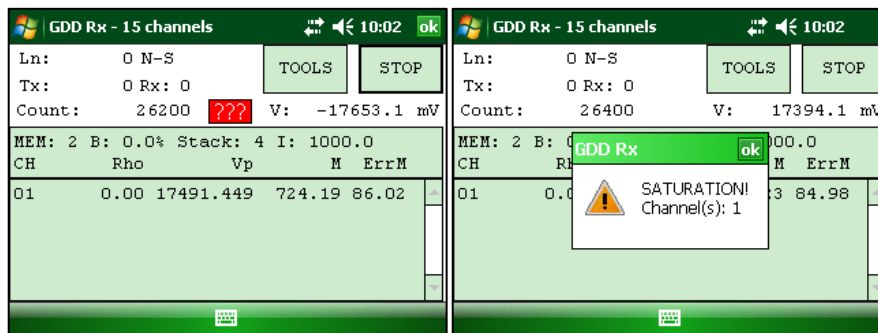 GDD Rx - 15 channels 10:02 ok
Ln: 0 N-S
Tx: 0 Rx: 0
TOOLS STOP
Count: 26200 ??? V: -17653.1 mV
MEM: 2 B: 0.0% Stack: 4 I: 1000.0
CH Rho Vp M ErrM
01 0.00 17491.449 724.19 86.02
GDD Rx - 15 channels 10:02
Ln: 0 N-S
Tx: 0 Rx: 0
TOOLS STOP
Count: 26400 V: 17394.1 mV
MEM: 2 B: 000.0
CH M ErrM
01 84.98
GDD Rx ok
SATURATION!
Channel(s): 1